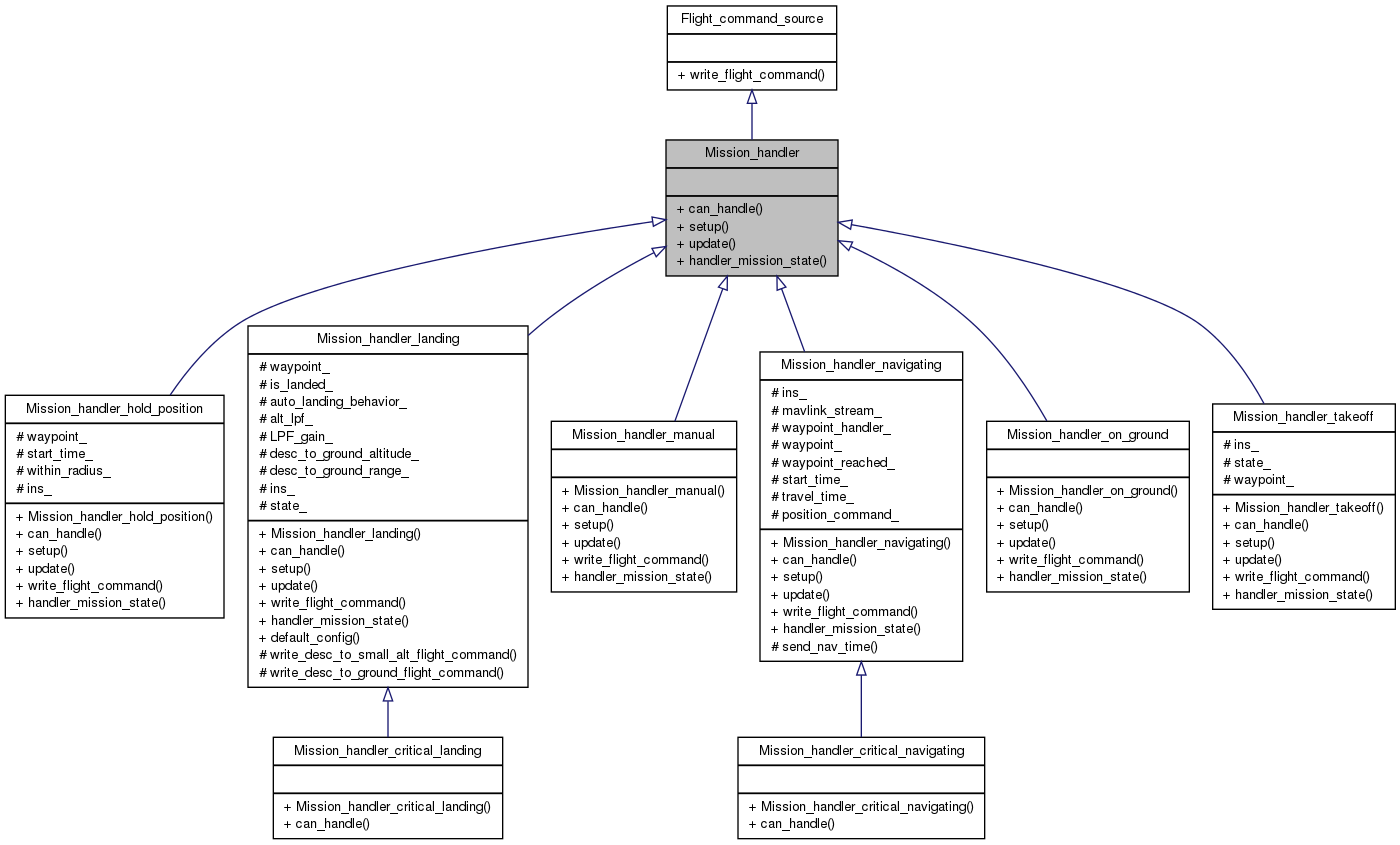 Flight_command_source
+ write_flight_command()
Mission_handler
+ can_handle()
+ setup()
+ update()
+ handler_mission_state()
Mission_handler_hold_position
# waypoint_
# start_time_
# within_radius_
# ins_
+ Mission_handler_hold_position()
+ can_handle()
+ setup()
+ update()
+ write_flight_command()
+ handler_mission_state()
Mission_handler_landing
# waypoint_
# is_landed_
# auto_landing_behavior_
# alt_lpf_
# LPF_gain_
# desc_to_ground_altitude_
# desc_to_ground_range_
# ins_
# state_
+ Mission_handler_landing()
+ can_handle()
+ setup()
+ update()
+ write_flight_command()
+ handler_mission_state()
+ default_config()
# write_desc_to_small_alt_flight_command()
# write_desc_to_ground_flight_command()
Mission_handler_manual
+ Mission_handler_manual()
+ can_handle()
+ setup()
+ update()
+ write_flight_command()
+ handler_mission_state()
Mission_handler_navigating
# ins_
# mavlink_stream_
# waypoint_handler_
# waypoint_
# waypoint_reached_
# start_time_
# travel_time_
# position_command_
+ Mission_handler_navigating()
+ can_handle()
+ setup()
+ update()
+ write_flight_command()
+ handler_mission_state()
# send_nav_time()
Mission_handler_on_ground
+ Mission_handler_on_ground()
+ can_handle()
+ setup()
+ update()
+ write_flight_command()
+ handler_mission_state()
Mission_handler_takeoff
# ins_
# state_
# waypoint_
+ Mission_handler_takeoff()
+ can_handle()
+ setup()
+ update()
+ write_flight_command()
+ handler_mission_state()
Mission_handler_critical_landing
+ Mission_handler_critical_landing()
+ can_handle()
Mission_handler_critical_navigating
+ Mission_handler_critical_navigating()
+ can_handle()